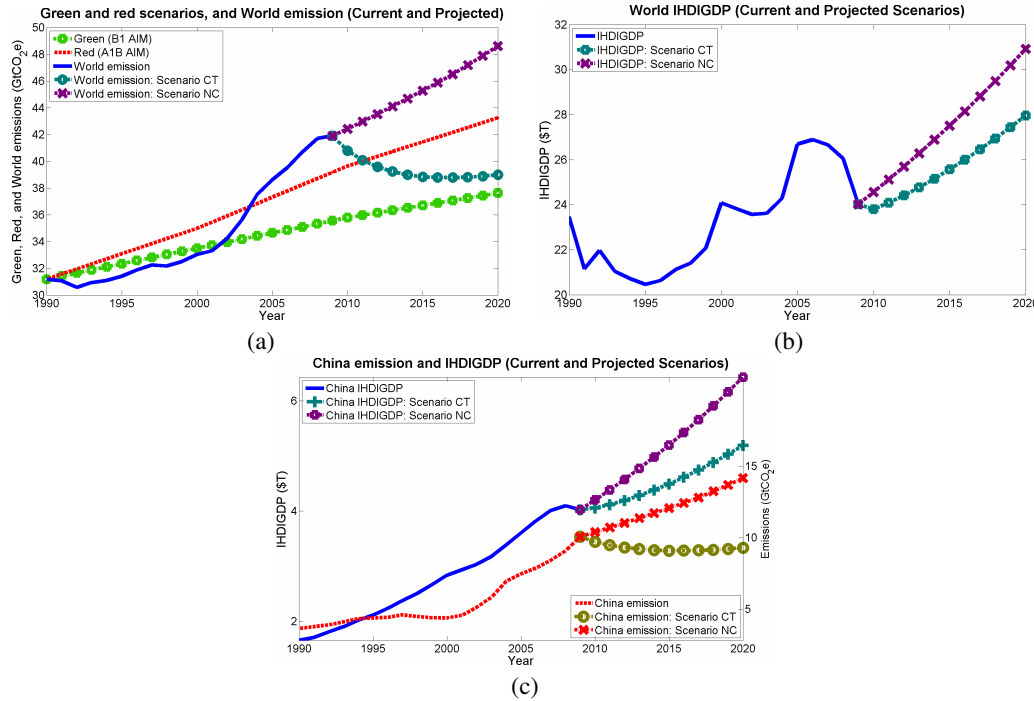 Green and red scenarios, and World emission (Current and Projected)
Green, Red, and World emissions (GtCO2e)
50
48
46
44
42
40
38
36
34
32
30
Green (B1 AIM)
Red (A1B AIM)
World emission
World emission: Scenario CT
World emission: Scenario NC
1990 1995 2000 2005 2010 2015 2020
Year
(a)
World IHDIGDP (Current and Projected Scenarios)
IHDIGDP ($T)
32
30
28
26
24
22
20
IHDIGDP
IHDIGDP: Scenario CT
IHDIGDP: Scenario NC
1990 1995 2000 2005 2010 2015 2020
Year
(b)
China emission and IHDIGDP (Current and Projected Scenarios)
IHDIGDP ($T)
6
4
2
China IHDIGDP
China IHDIGDP: Scenario CT
China IHDIGDP: Scenario NC
15
10
5
Emissions (GtCO2e)
China emission
China emission: Scenario CT
China emission: Scenario NC
1990 1995 2000 2005 2010 2015 2020
Year
(c)